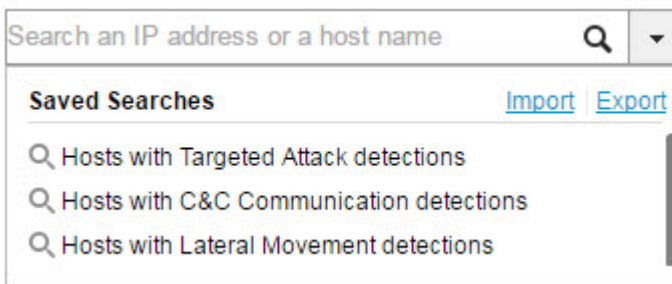 Search an IP address or a host name
Saved Searches Import Export
Hosts with Targeted Attack detections
Hosts with C&C Communication detections
Hosts with Lateral Movement detections